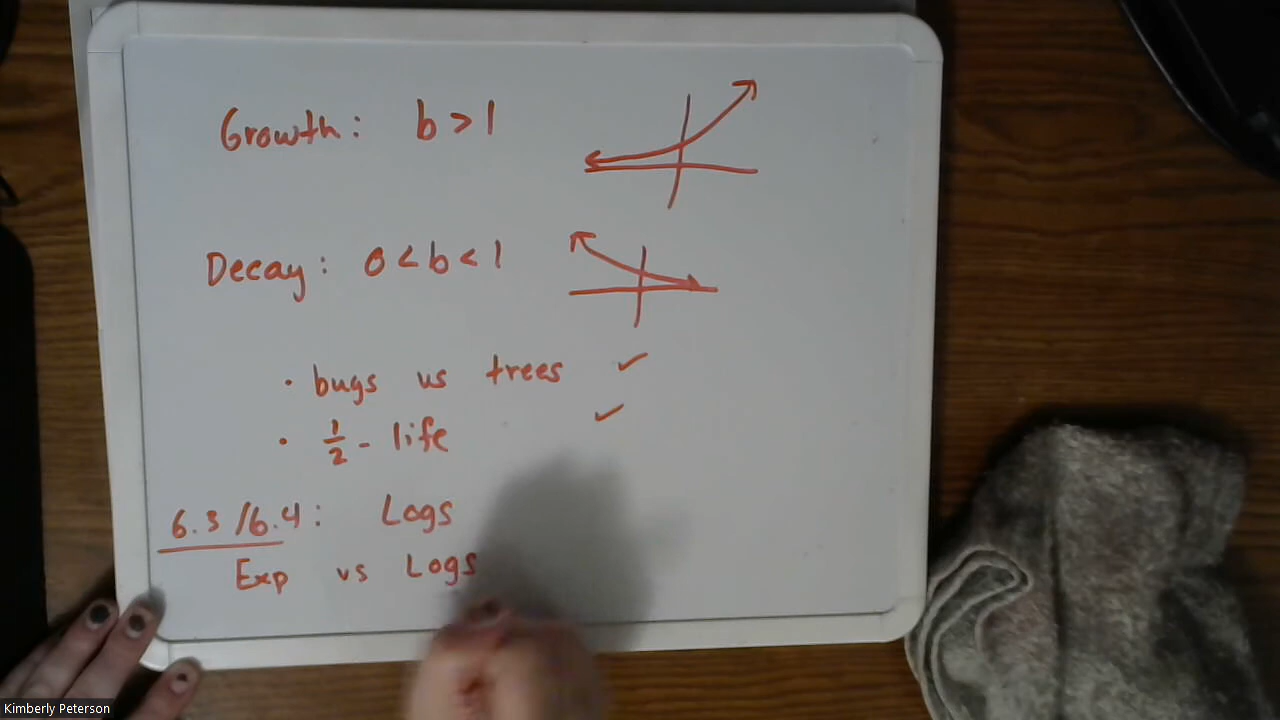 Growth: b > 1
Decay: 0 < b < 1
• bugs vs trees ✓
• 1/2 - life ✓
6.3/6.4: Logs
Exp vs Logs
Kimberly Peterson